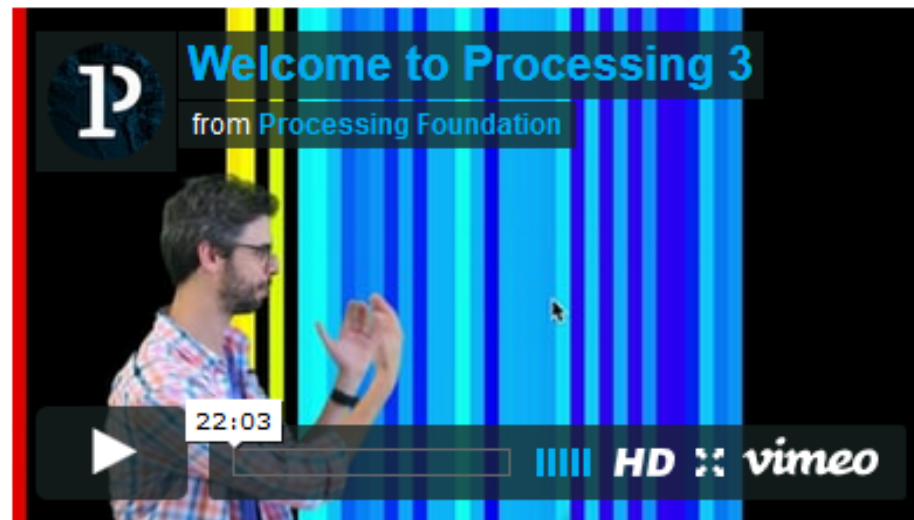 Welcome to Processing 3
from Processing Foundation
22:03
HD vimeo